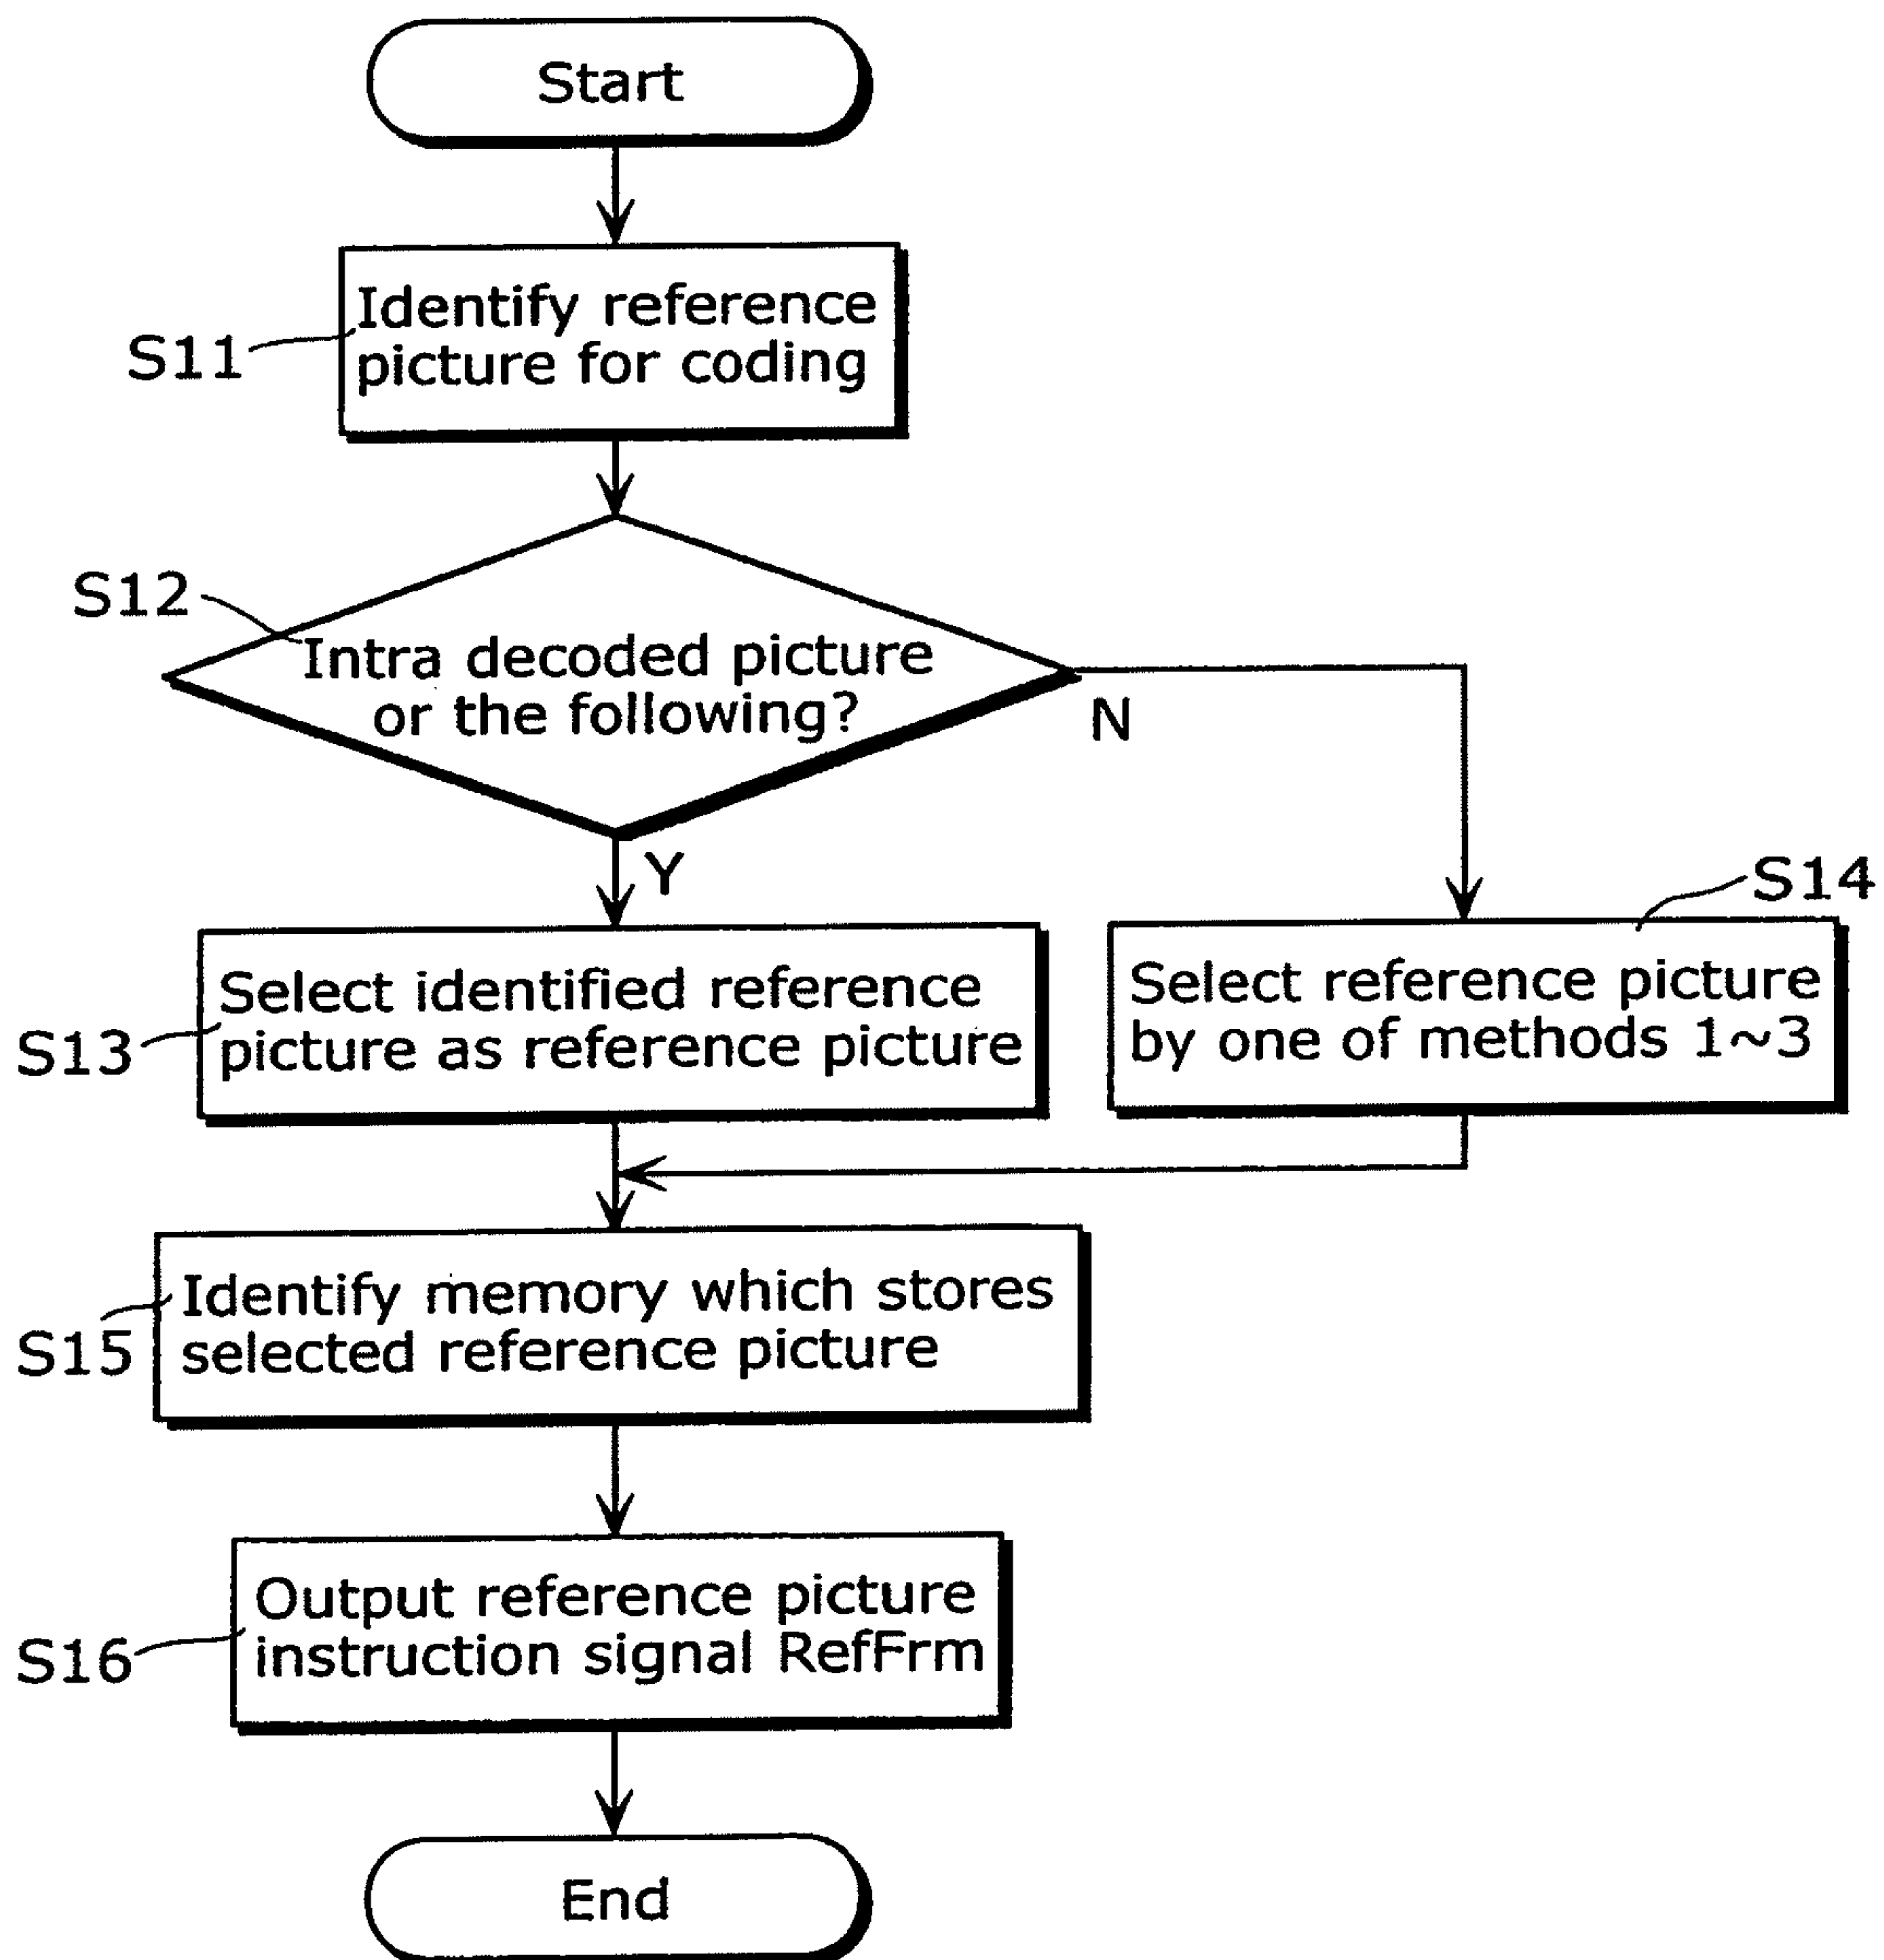 Start
S11
Identify reference
picture for coding
S12
Intra decoded picture
or the following?
N
Y
S13
Select identified reference
picture as reference picture
S14
Select reference picture
by one of methods 1~3
S15
Identify memory which stores
selected reference picture
S16
Output reference picture
instruction signal RefFrm
End